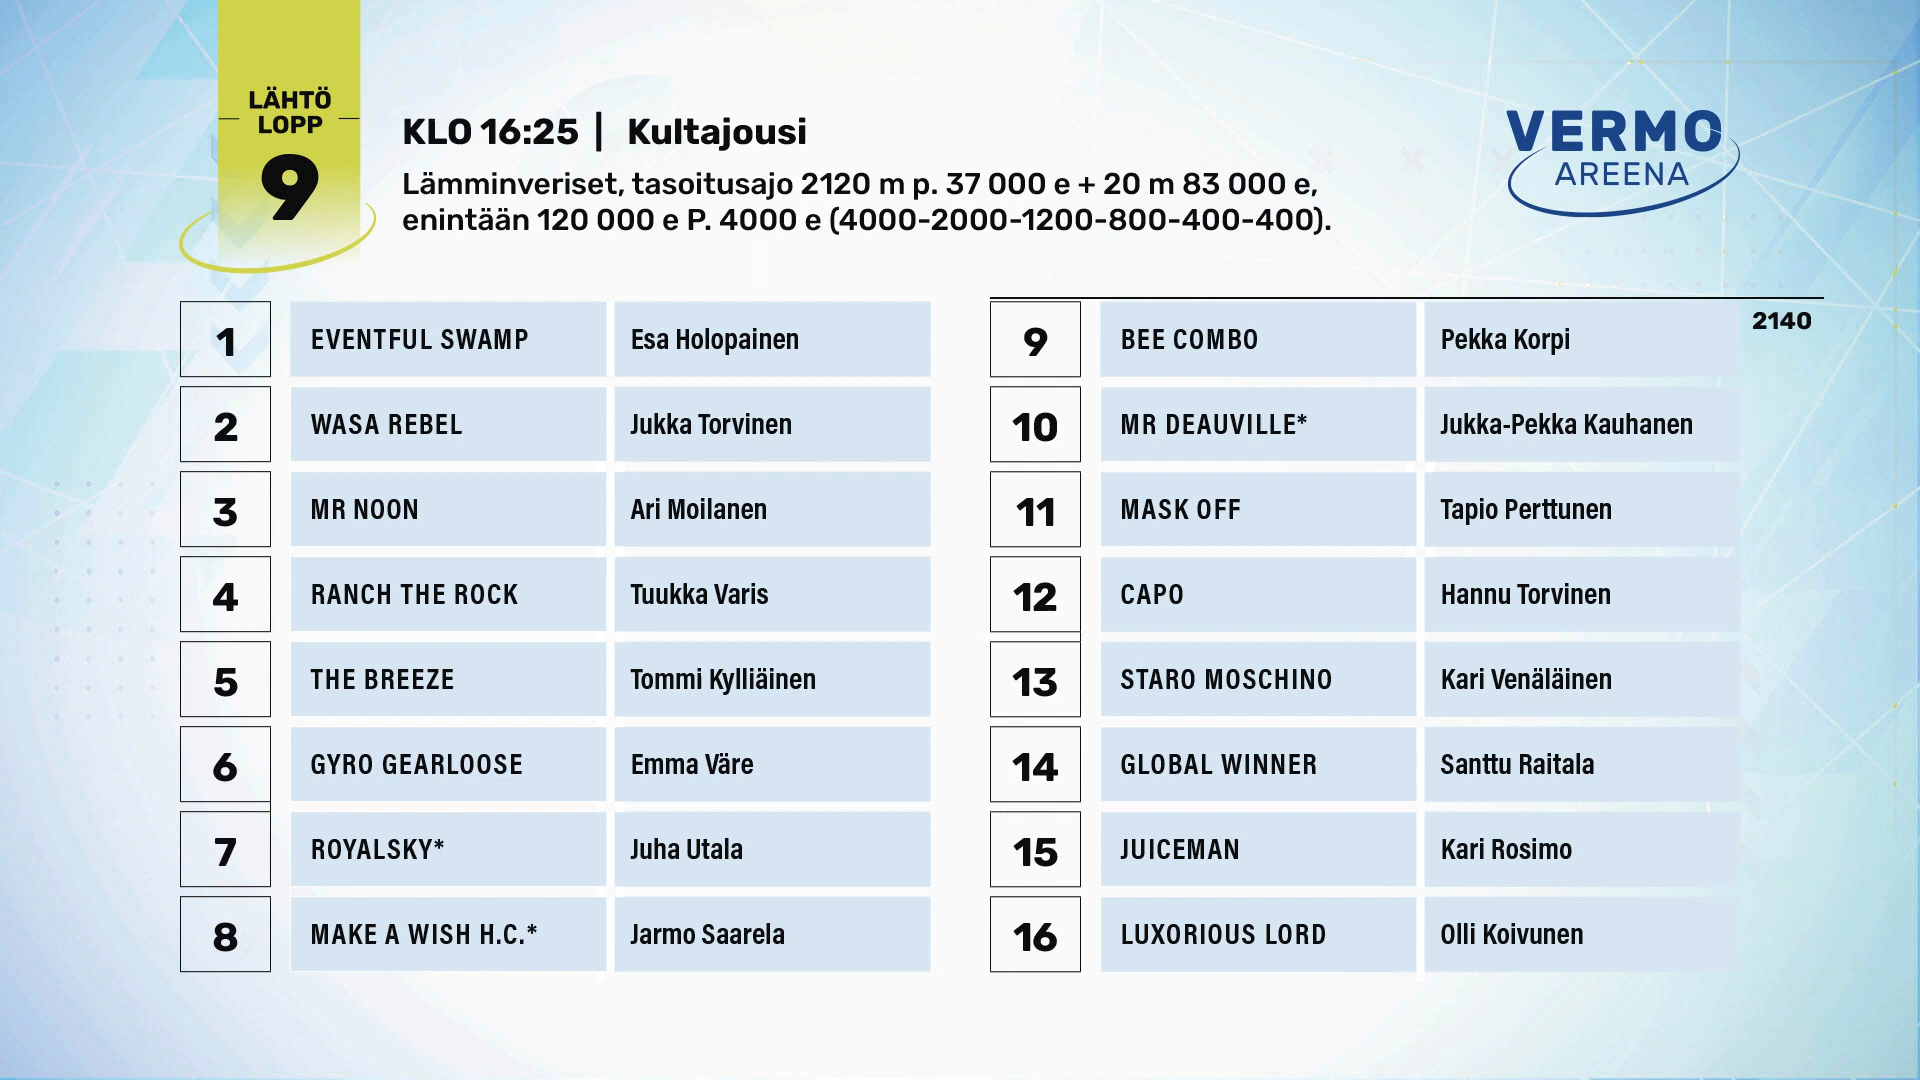 LÄHTÖ
LOPP
9
KLO 16:25 | Kultajousi
Lämminveriset, tasoitusajo 2120 m p. 37 000 e + 20 m 83 000 e,
enintään 120 000 e P. 4000 e (4000-2000-1200-800-400-400).
VERMO
AREENA
1 EVENTFUL SWAMP Esa Holopainen
2 WASA REBEL Jukka Torvinen
3 MR NOON Ari Moilanen
4 RANCH THE ROCK Tuukka Varis
5 THE BREEZE Tommi Kylliäinen
6 GYRO GEARLOOSE Emma Väre
7 ROYALSKY* Juha Utala
8 MAKE A WISH H.C.* Jarmo Saarela
2140
9 BEE COMBO Pekka Korpi
10 MR DEAUVILLE* Jukka-Pekka Kauhanen
11 MASK OFF Tapio Perttunen
12 CAPO Hannu Torvinen
13 STARO MOSCHINO Kari Venäläinen
14 GLOBAL WINNER Santtu Raitala
15 JUICEMAN Kari Rosimo
16 LUXORIOUS LORD Olli Koivunen